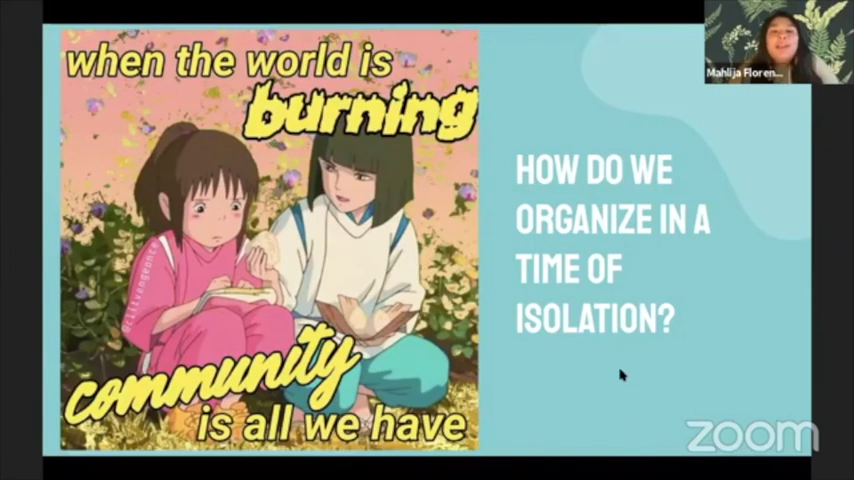 when the world is
burning
@clitvengeance
community
is all we have
HOW DO WE
ORGANIZE IN A
TIME OF
ISOLATION?
Mahlija Floren...
zoom